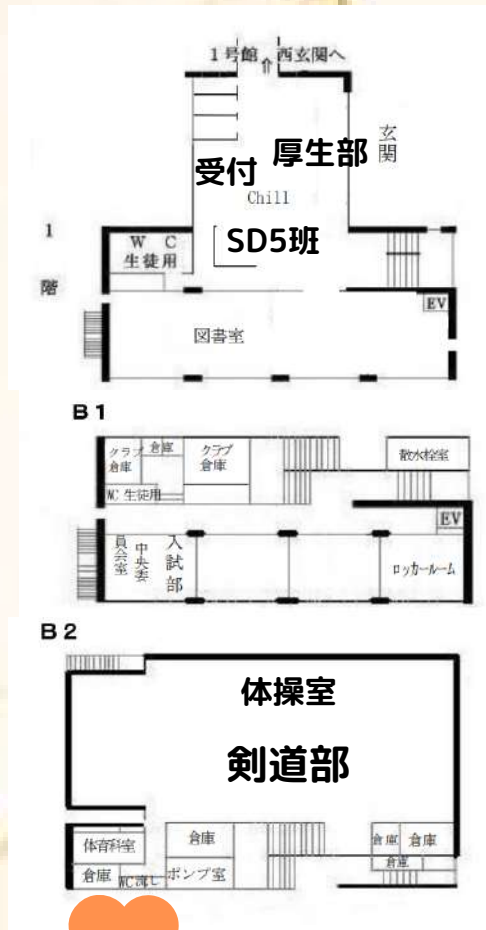 1号館 西玄関へ
⇑
厚生部
玄関
受付
Chill
1階
WC
生徒用
SD5班
EV
図書室
B1
クラブ倉庫
倉庫
クラブ倉庫
散水栓室
WC 生徒用
EV
中央委員会室
入試部
ロッカールーム
B2
体操室
剣道部
体育科室
倉庫
倉庫
倉庫
倉庫
倉庫
WC流し
ポンプ室